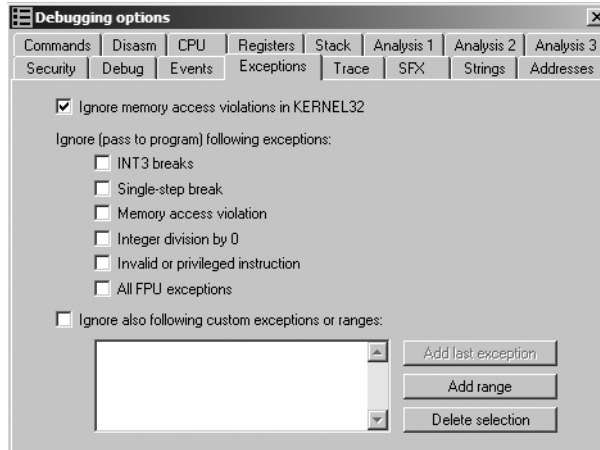 Debugging options
Commands Disasm CPU Registers Stack Analysis 1 Analysis 2 Analysis 3
Security Debug Events Exceptions Trace SFX Strings Addresses
Ignore memory access violations in KERNEL32
Ignore (pass to program) following exceptions:
INT3 breaks
Single-step break
Memory access violation
Integer division by 0
Invalid or privileged instruction
All FPU exceptions
Ignore also following custom exceptions or ranges:
Add last exception
Add range
Delete selection